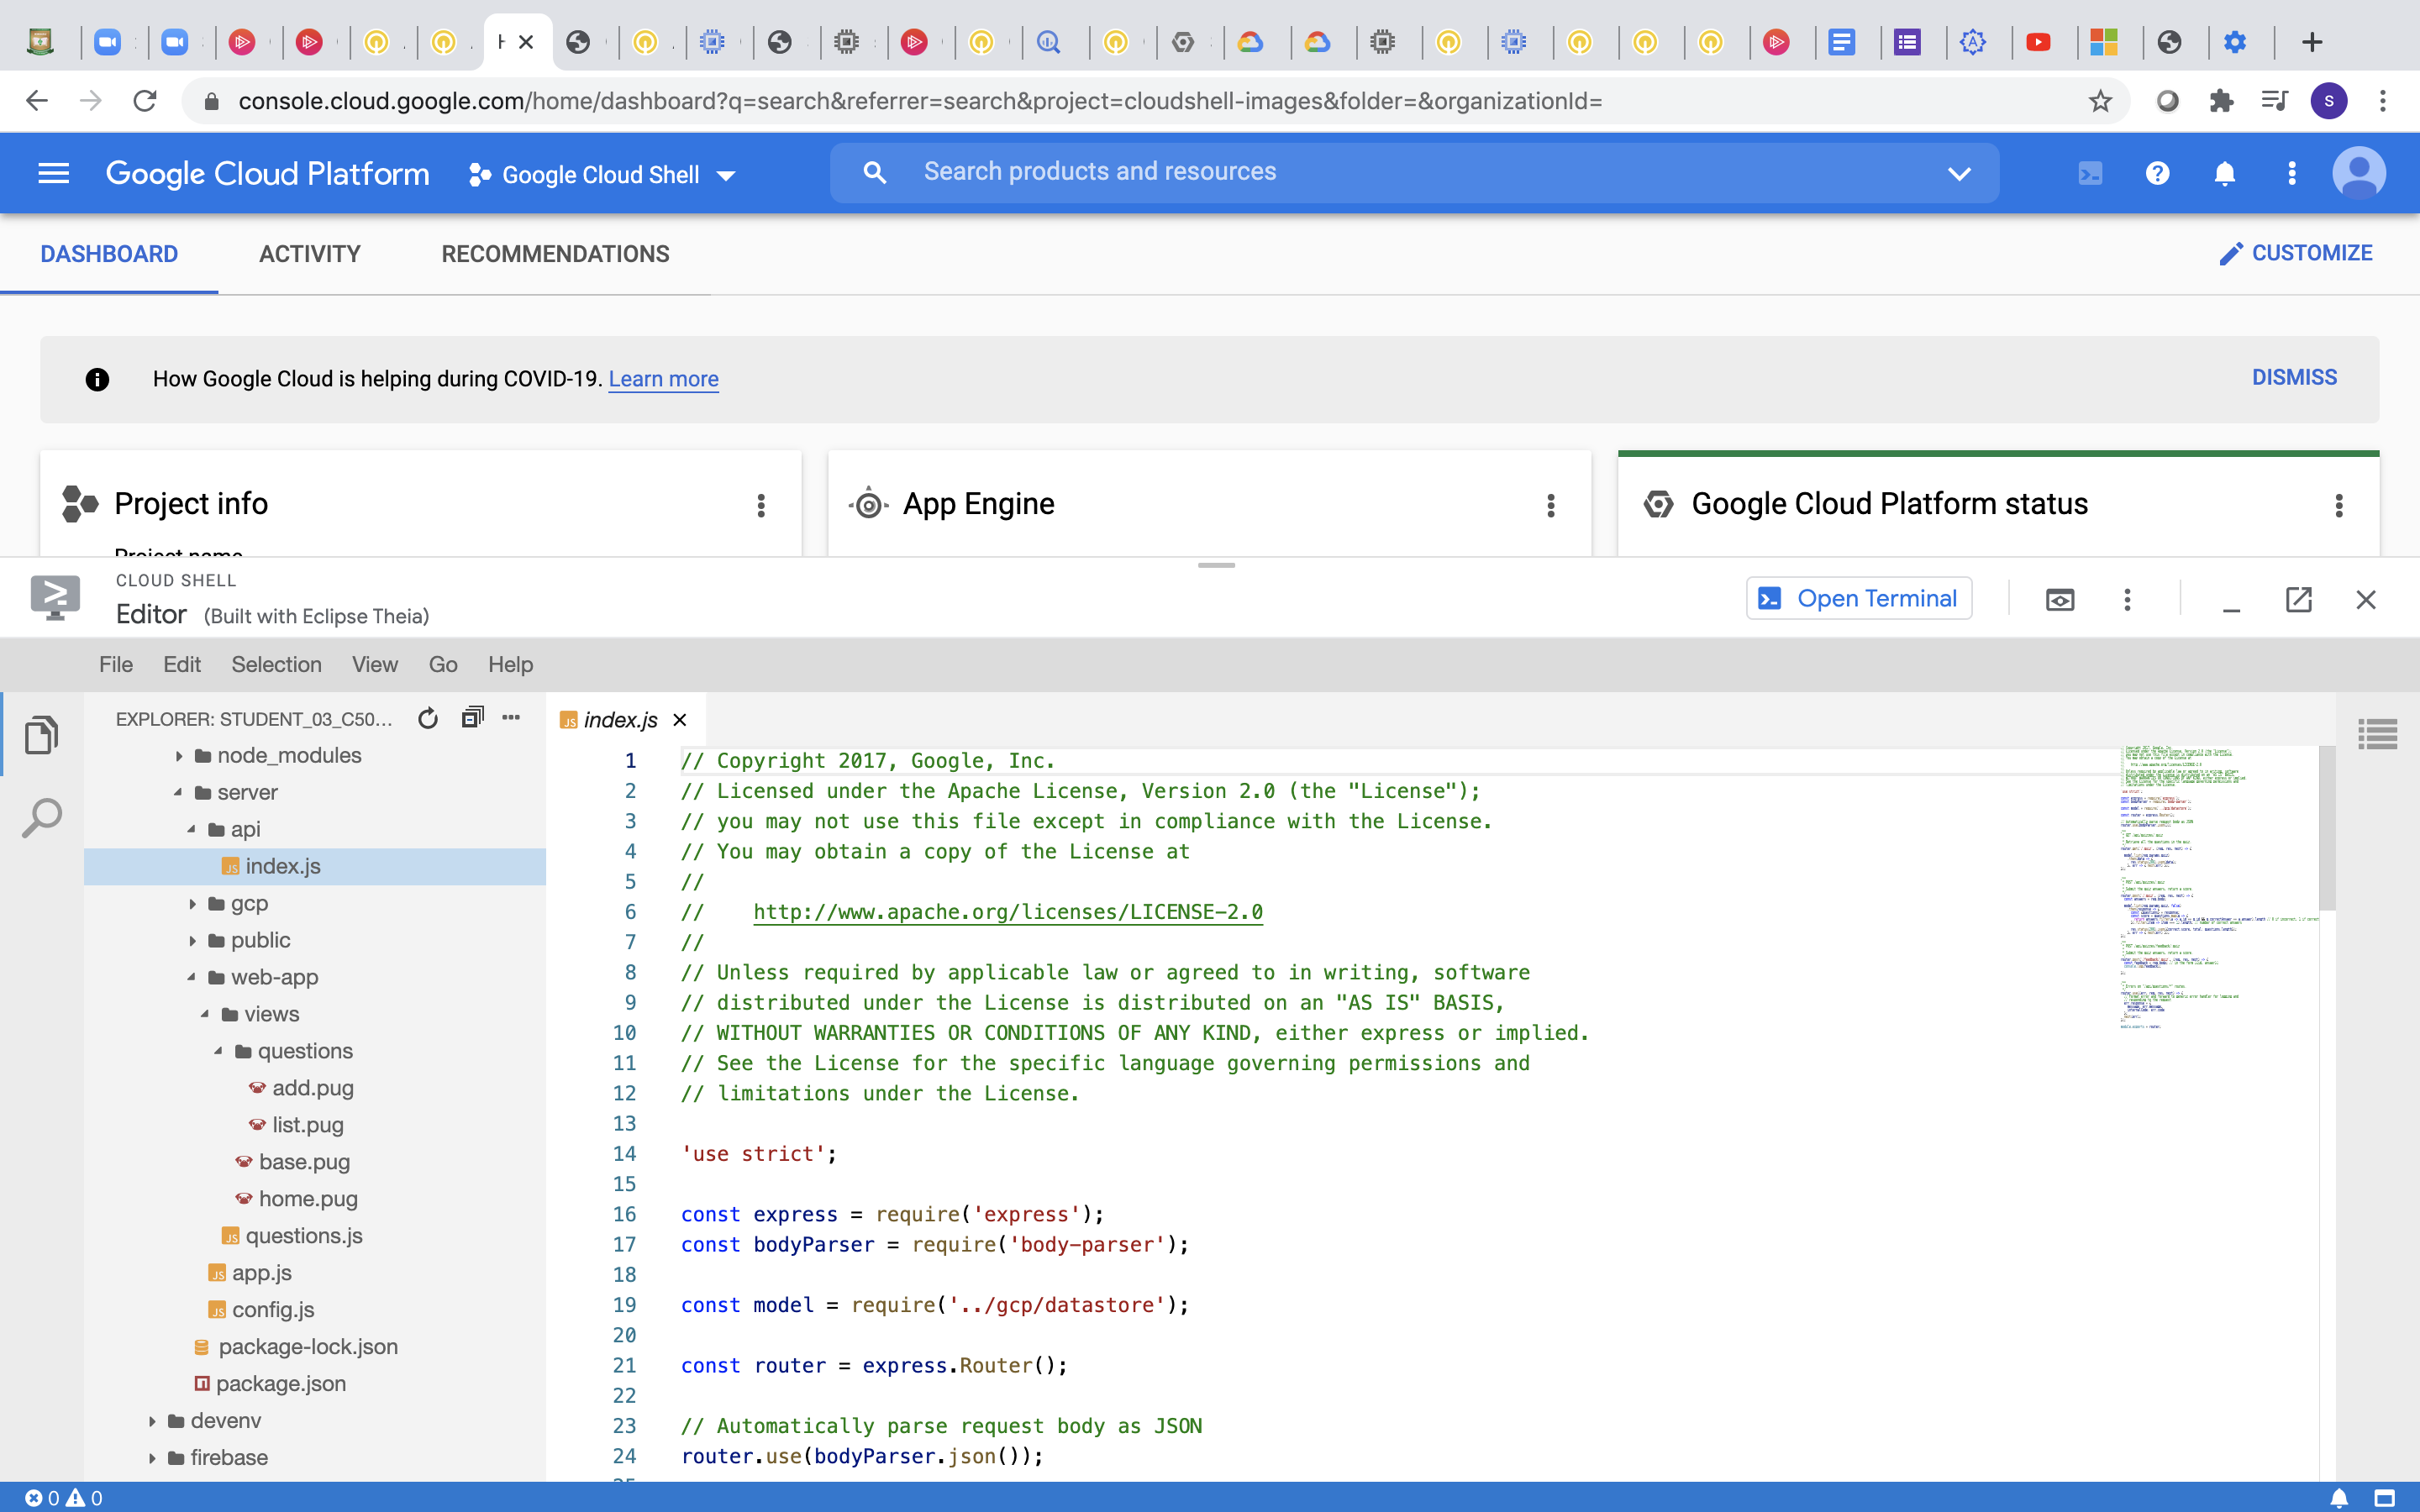 console.cloud.google.com/home/dashboard?q=search&referrer=search&project=cloudshell-images&folder=&organizationId=
S
Google Cloud Platform
Google Cloud Shell
Search products and resources
DASHBOARD
ACTIVITY
RECOMMENDATIONS
CUSTOMIZE
How Google Cloud is helping during COVID-19. Learn more
DISMISS
Project info
App Engine
Google Cloud Platform status
Project name
CLOUD SHELL
Editor (Built with Eclipse Theia)
Open Terminal
File Edit Selection View Go Help
EXPLORER: STUDENT_03_C50...
node_modules
server
api
index.js
gcp
public
web-app
views
questions
add.pug
list.pug
base.pug
home.pug
questions.js
app.js
config.js
package-lock.json
package.json
devenv
firebase
index.js
1 // Copyright 2017, Google, Inc.
2 // Licensed under the Apache License, Version 2.0 (the "License");
3 // you may not use this file except in compliance with the License.
4 // You may obtain a copy of the License at
5 //
6 //    http://www.apache.org/licenses/LICENSE-2.0
7 //
8 // Unless required by applicable law or agreed to in writing, software
9 // distributed under the License is distributed on an "AS IS" BASIS,
10 // WITHOUT WARRANTIES OR CONDITIONS OF ANY KIND, either express or implied.
11 // See the License for the specific language governing permissions and
12 // limitations under the License.
13
14 'use strict';
15
16 const express = require('express');
17 const bodyParser = require('body-parser');
18
19 const model = require('../gcp/datastore');
20
21 const router = express.Router();
22
23 // Automatically parse request body as JSON
24 router.use(bodyParser.json());
0 0